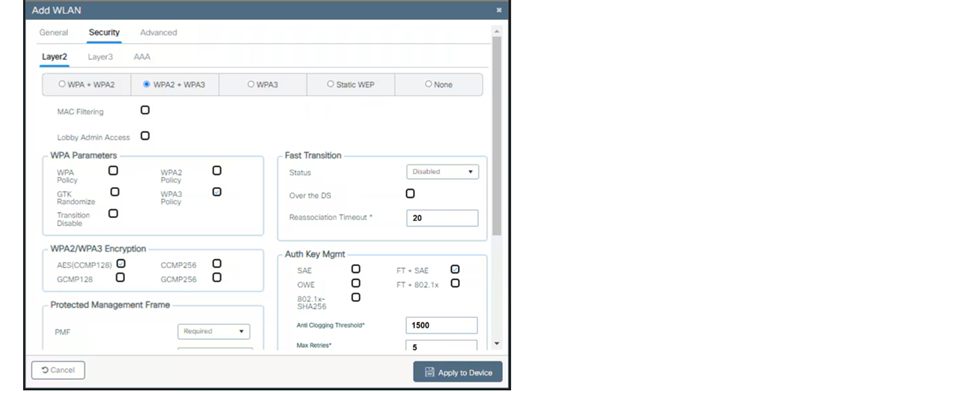 Add WLAN
General Security Advanced
Layer2 Layer3 AAA
WPA + WPA2 WPA2 + WPA3 WPA3 Static WEP None
MAC Filtering
Lobby Admin Access
WPA Parameters
WPA Policy WPA2 Policy
GTK Randomize WPA3 Policy
Transition Disable
Fast Transition
Status Disabled
Over the DS
Reassociation Timeout * 20
WPA2/WPA3 Encryption
AES(CCMP128) CCMP256
GCMP128 GCMP256
Protected Management Frame
PMF Required
Auth Key Mgmt
SAE FT + SAE
OWE FT + 802.1x
802.1x-SHA256
Anti Clogging Threshold* 1500
Max Retries* 5
Cancel Apply to Device